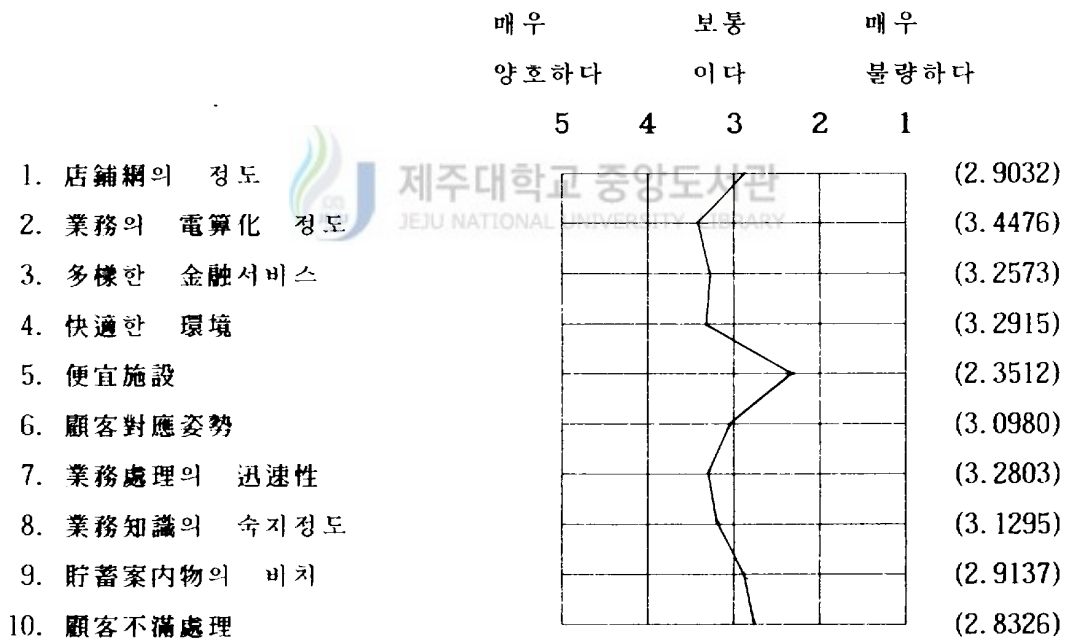 매우 보통 매우
양호하다 이다 불량하다
5 4 3 2 1
제주대학교 중앙도서관
JEJU NATIONAL UNIVERSITY LIBRARY
1. 店鋪網의 정도 (2.9032)
2. 業務의 電算化 정도 (3.4476)
3. 多樣한 金融서비스 (3.2573)
4. 快適한 環境 (3.2915)
5. 便宜施設 (2.3512)
6. 顧客對應姿勢 (3.0980)
7. 業務處理의 迅速性 (3.2803)
8. 業務知識의 숙지정도 (3.1295)
9. 貯蓄案內物의 비치 (2.9137)
10. 顧客不滿處理 (2.8326)